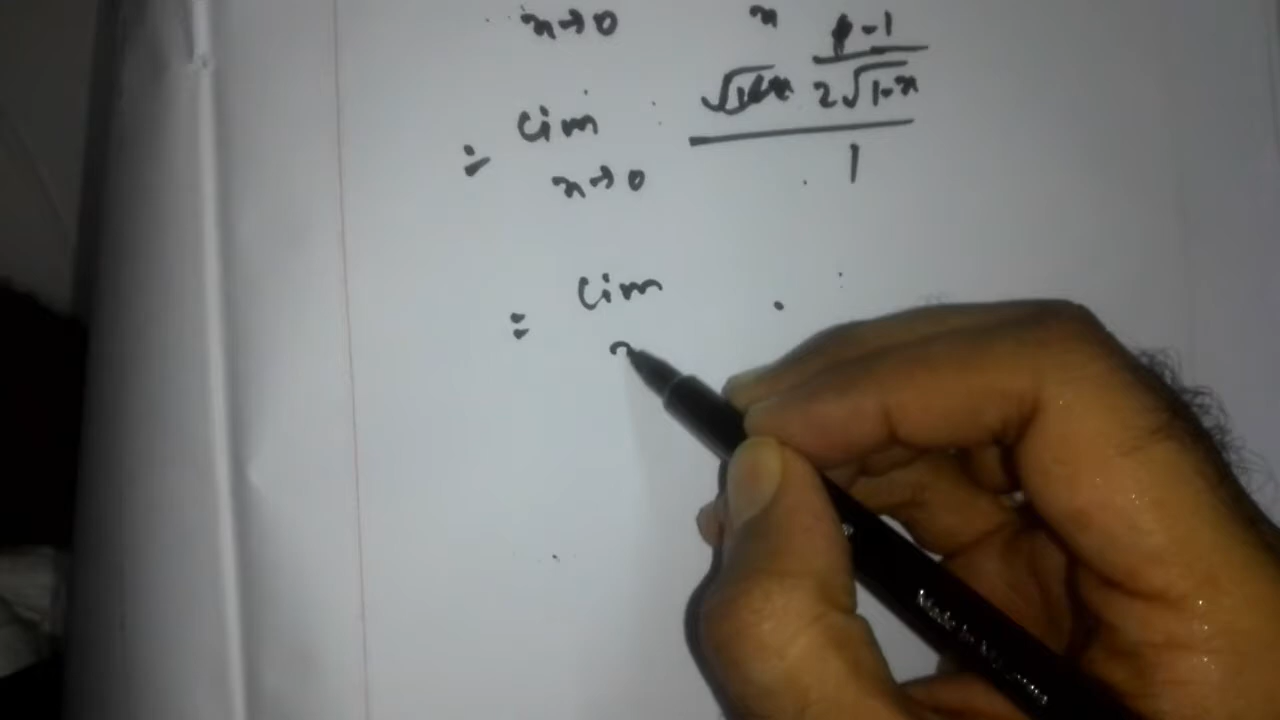 x→0 x
-1
2√1-x
= lim
x→0 1
= lim
Made in